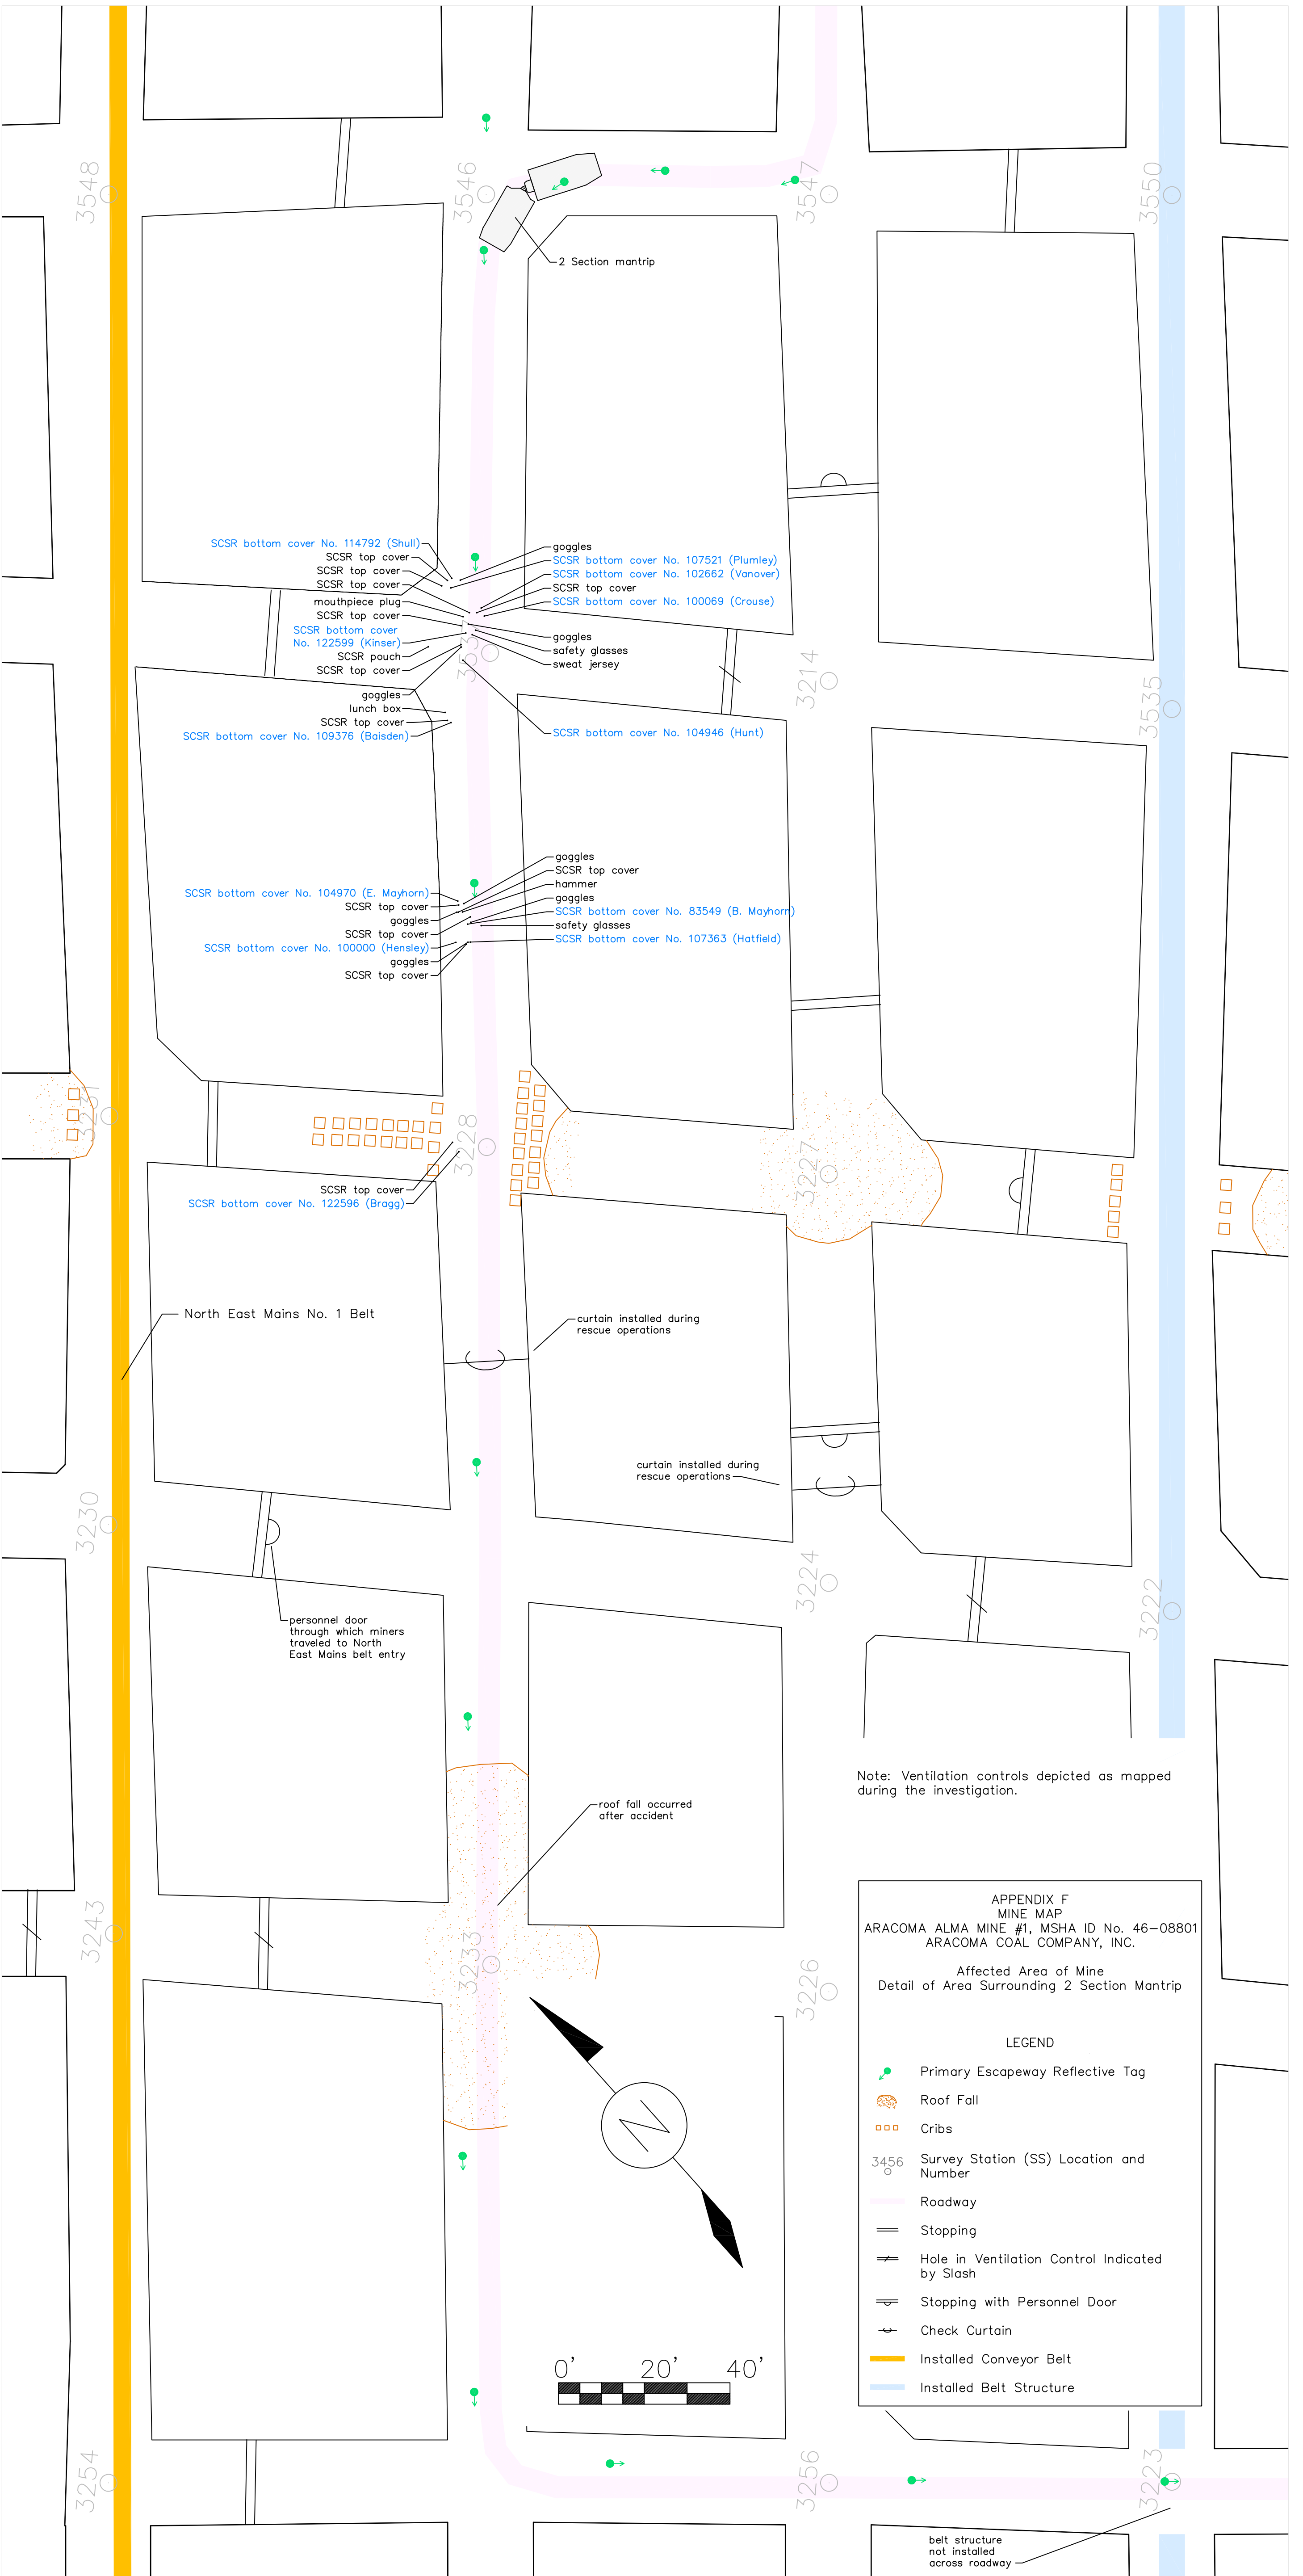 3548
3546
3547
3550
2 Section mantrip
SCSR bottom cover No. 114792 (Shull)
SCSR top cover
SCSR top cover
SCSR top cover
mouthpiece plug
SCSR top cover
SCSR bottom cover
No. 122599 (Kinser)
SCSR pouch
SCSR top cover
goggles
lunch box
SCSR top cover
SCSR bottom cover No. 109376 (Baisden)
goggles
SCSR bottom cover No. 107521 (Plumley)
SCSR bottom cover No. 102662 (Vanover)
SCSR top cover
SCSR bottom cover No. 100069 (Crouse)
goggles
safety glasses
sweat jersey
SCSR bottom cover No. 104946 (Hunt)
3537
3214
3535
SCSR bottom cover No. 104970 (E. Mayhorn)
SCSR top cover
goggles
SCSR top cover
SCSR bottom cover No. 100000 (Hensley)
goggles
SCSR top cover
goggles
SCSR top cover
hammer
goggles
SCSR bottom cover No. 83549 (B. Mayhorn)
safety glasses
SCSR bottom cover No. 107363 (Hatfield)
3231
3228
3227
SCSR top cover
SCSR bottom cover No. 122596 (Bragg)
North East Mains No. 1 Belt
curtain installed during
rescue operations
curtain installed during
rescue operations
3230
3224
3222
personnel door
through which miners
traveled to North
East Mains belt entry
Note: Ventilation controls depicted as mapped
during the investigation.
roof fall occurred
after accident
3243
3233
3226
N
0' 20' 40'
APPENDIX F
MINE MAP
ARACOMA ALMA MINE #1, MSHA ID No. 46-08801
ARACOMA COAL COMPANY, INC.
Affected Area of Mine
Detail of Area Surrounding 2 Section Mantrip
LEGEND
Primary Escapeway Reflective Tag
Roof Fall
Cribs
3456
Survey Station (SS) Location and
Number
Roadway
Stopping
Hole in Ventilation Control Indicated
by Slash
Stopping with Personnel Door
Check Curtain
Installed Conveyor Belt
Installed Belt Structure
3254
3256
3223
belt structure
not installed
across roadway